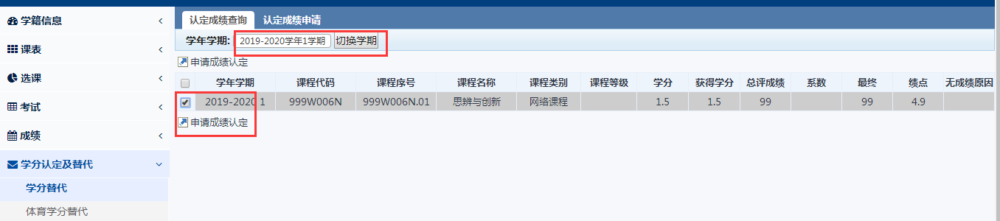 学籍信息
课表
选课
考试
成绩
学分认定及替代
学分替代
体育学分替代
认定成绩查询 认定成绩申请
学年学期: 2019-2020学年1学期 切换学期
申请成绩认定
学年学期 课程代码 课程序号 课程名称 课程类别 课程等级 学分 获得学分 总评成绩 系数 最终 绩点 无成绩原因
2019-2020 1 999W006N 999W006N.01 思辨与创新 网络课程 1.5 1.5 99 99 4.9
申请成绩认定